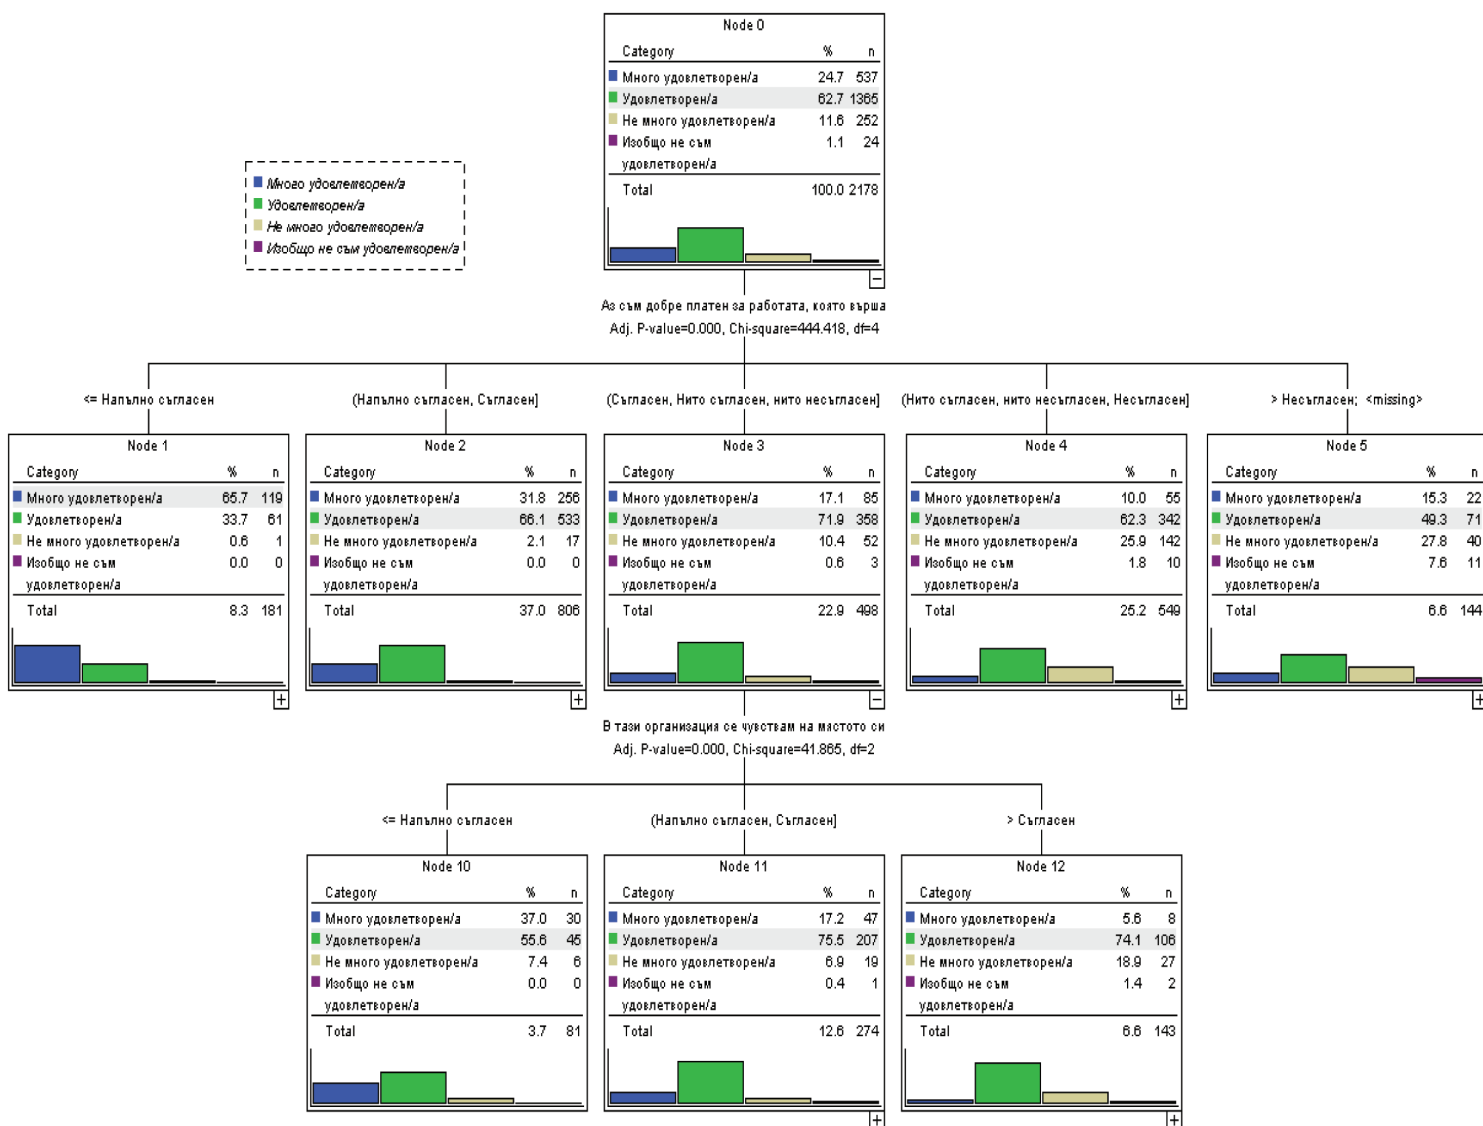 Node 0
Category % n
Много удовлетворен/а 24.7 537
Удовлетворен/а 62.7 1365
Не много удовлетворен/а 11.6 252
Изобщо не съм 1.1 24
удовлетворен/а
Total 100.0 2178
Много удовлетворен/а
Удовлетворен/а
Не много удовлетворен/а
Изобщо не съм удовлетворен/а
Аз съм добре платен за работата, която върша
Adj. P-value=0.000, Chi-square=444.418, df=4
<= Напълно съгласен
(Напълно съгласен, Съгласен]
(Съгласен, Нито съгласен, нито несъгласен]
(Нито съгласен, нито несъгласен, Несъгласен]
> Несъгласен; <missing>
Node 1
Category % n
Много удовлетворен/а 65.7 119
Удовлетворен/а 33.7 61
Не много удовлетворен/а 0.6 1
Изобщо не съм 0.0 0
удовлетворен/а
Total 8.3 181
Node 2
Category % n
Много удовлетворен/а 31.8 256
Удовлетворен/а 66.1 533
Не много удовлетворен/а 2.1 17
Изобщо не съм 0.0 0
удовлетворен/а
Total 37.0 806
Node 3
Category % n
Много удовлетворен/а 17.1 85
Удовлетворен/а 71.9 358
Не много удовлетворен/а 10.4 52
Изобщо не съм 0.6 3
удовлетворен/а
Total 22.9 498
Node 4
Category % n
Много удовлетворен/а 10.0 55
Удовлетворен/а 62.3 342
Не много удовлетворен/а 25.9 142
Изобщо не съм 1.8 10
удовлетворен/а
Total 25.2 549
Node 5
Category % n
Много удовлетворен/а 15.3 22
Удовлетворен/а 49.3 71
Не много удовлетворен/а 27.8 40
Изобщо не съм 7.6 11
удовлетворен/а
Total 6.6 144
В тази организация се чувствам на мястото си
Adj. P-value=0.000, Chi-square=41.865, df=2
<= Напълно съгласен
(Напълно съгласен, Съгласен]
> Съгласен
Node 10
Category % n
Много удовлетворен/а 37.0 30
Удовлетворен/а 55.6 45
Не много удовлетворен/а 7.4 6
Изобщо не съм 0.0 0
удовлетворен/а
Total 3.7 81
Node 11
Category % n
Много удовлетворен/а 17.2 47
Удовлетворен/а 75.5 207
Не много удовлетворен/а 6.9 19
Изобщо не съм 0.4 1
удовлетворен/а
Total 12.6 274
Node 12
Category % n
Много удовлетворен/а 5.6 8
Удовлетворен/а 74.1 106
Не много удовлетворен/а 18.9 27
Изобщо не съм 1.4 2
удовлетворен/а
Total 6.6 143